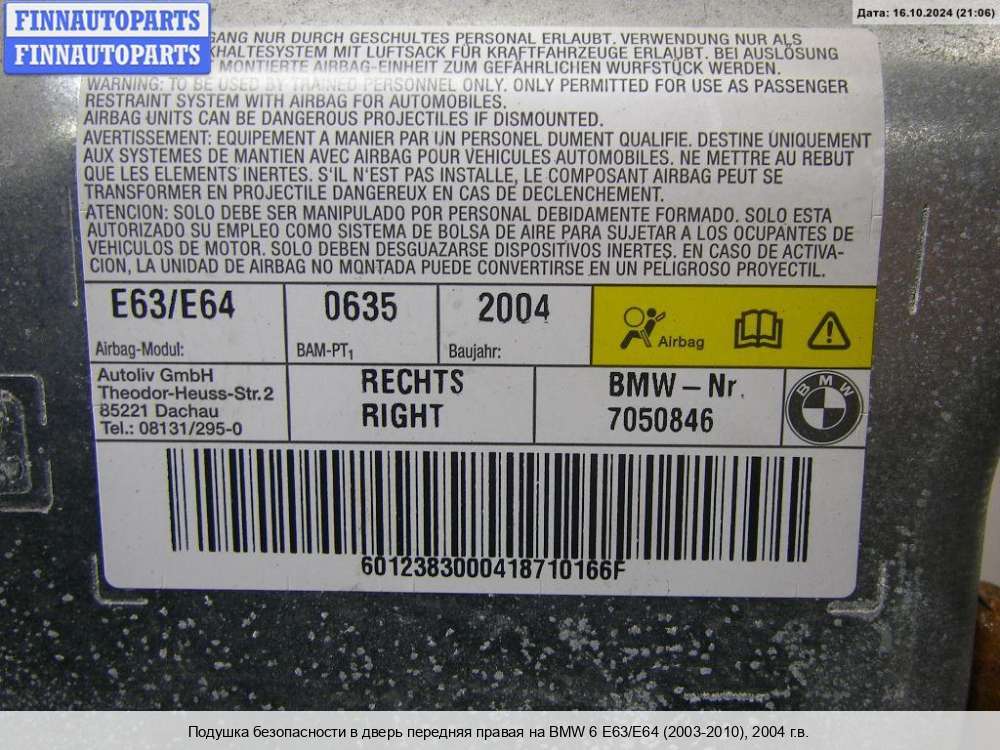 FINNAUTOPARTS
FINNAUTOPARTS
Дата: 16.10.2024 (21:06)
GANG NUR DURCH GESCHULTES PERSONAL ERLAUBT. VERWENDUNG NUR ALS
KHALTESYSTEM MIT LUFTSACK FÜR KRAFTFAHRZEUGE ERLAUBT. BEI AUSLÖSUNG
MONTIERTE AIRBAG-EINHEIT ZUM GEFÄHRLICHEN WURFSTÜCK WERDEN.
WARNING: TO BE USED BY TRAINED PERSONNEL ONLY. ONLY PERMITTED FOR USE AS PASSENGER
RESTRAINT SYSTEM WITH AIRBAG FOR AUTOMOBILES.
AIRBAG UNITS CAN BE DANGEROUS PROJECTILES IF DISMOUNTED.
AVERTISSEMENT: EQUIPEMENT A MANIER PAR UN PERSONEL DUMENT QUALIFIE. DESTINE UNIQUEMENT
AUX SYSTEMES DE MANTIEN AVEC AIRBAG POUR VEHICULES AUTOMOBILES. NE METTRE AU REBUT
QUE LES ELEMENTS INERTES. S'IL N'EST PAS INSTALLE, LE COMPOSANT AIRBAG PEUT SE
TRANSFORMER EN PROJECTILE DANGEREUX EN CAS DE DECLENCHEMENT.
ATENCION: SOLO DEBE SER MANIPULADO POR PERSONAL DEBIDAMENTE FORMADO. SOLO ESTA
AUTORIZADO SU EMPLEO COMO SISTEMA DE BOLSA DE AIRE PARA SUJETAR A LOS OCUPANTES DE
VEHICULOS DE MOTOR. SOLO DEBEN DESGUAZARSE DISPOSITIVOS INERTES. EN CASO DE ACTIVA-
CION, LA UNIDAD DE AIRBAG NO MONTADA PUEDE CONVERTIRSE EN UN PELIGROSO PROYECTIL.
E63/E64 0635 2004
Airbag
Airbag-Modul: BAM-PT1 Baujahr:
Autoliv GmbH
Theodor-Heuss-Str.2
85221 Dachau
Tel.: 08131/295-0
RECHTS
RIGHT
BMW-Nr.
7050846
BMW
6012383000418710166F
Подушка безопасности в дверь передняя правая на BMW 6 E63/E64 (2003-2010), 2004 г.в.